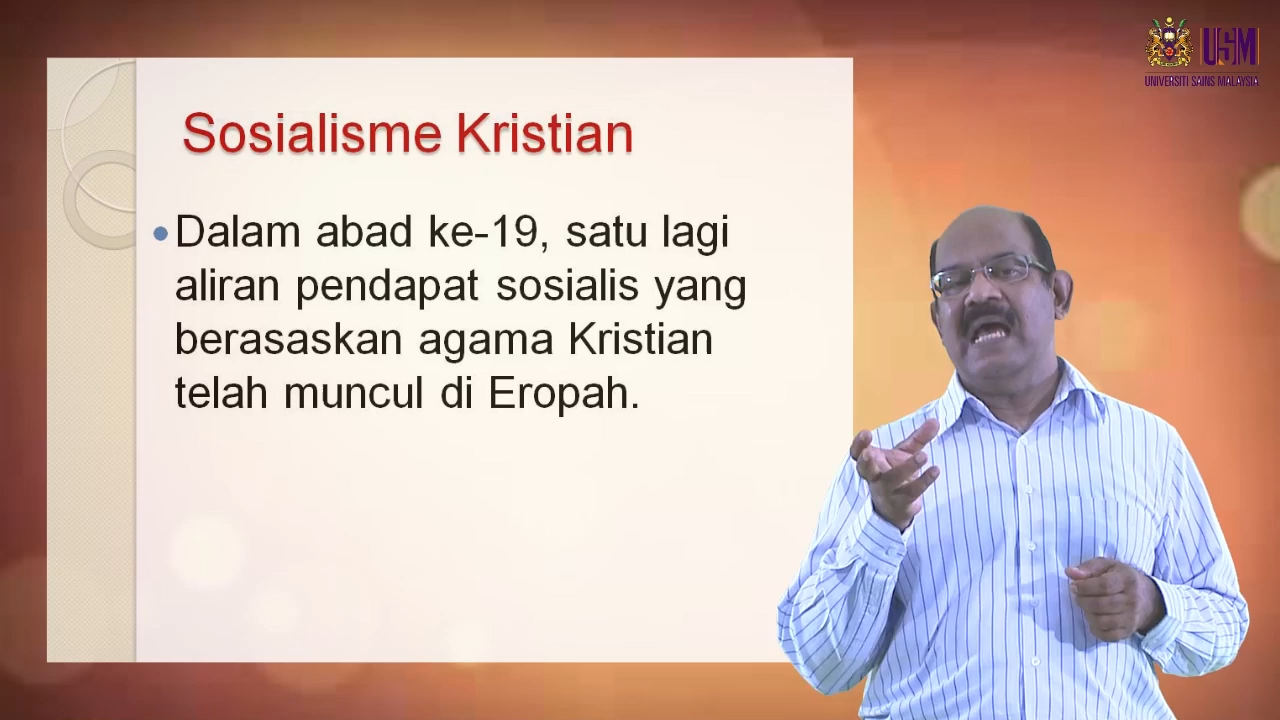 USM
UNIVERSITI SAINS MALAYSIA
Sosialisme Kristian
•Dalam abad ke-19, satu lagi
aliran pendapat sosialis yang
berasaskan agama Kristian
telah muncul di Eropah.